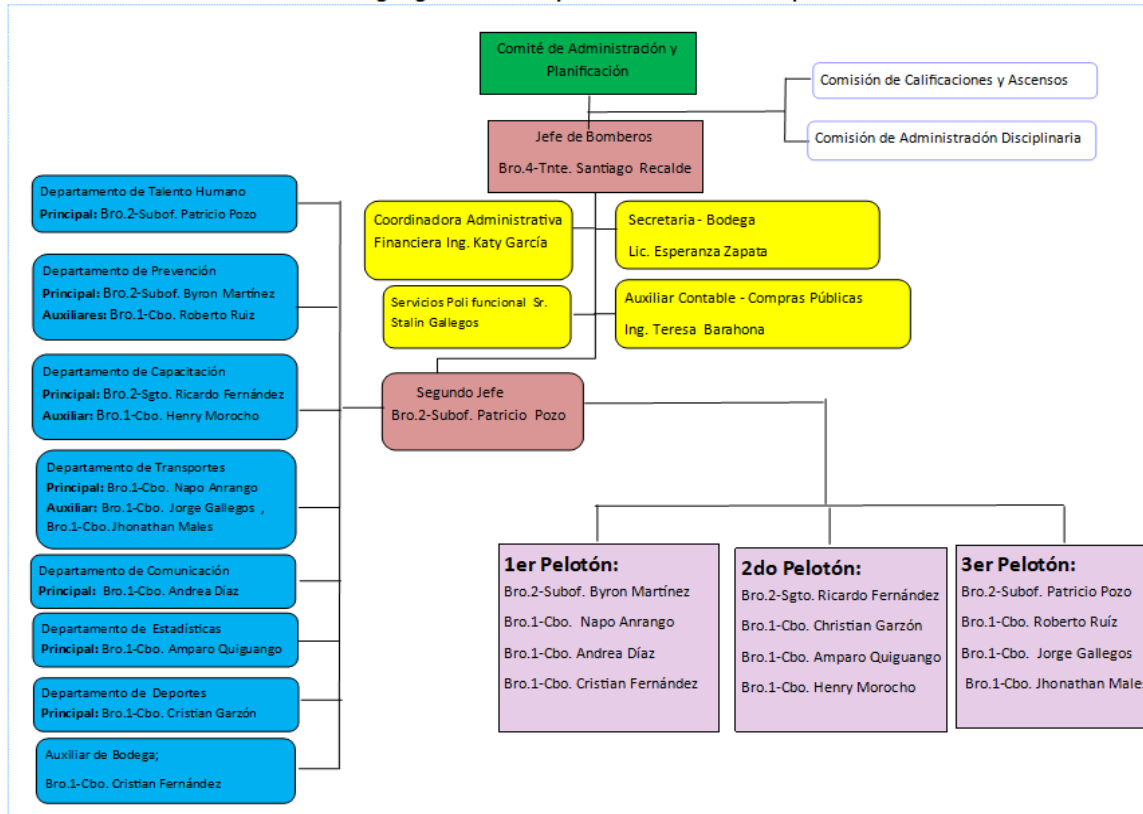 Comité de Administración y
Planificación
Comisión de Calificaciones y Ascensos
Comisión de Administración Disciplinaria
Jefe de Bomberos
Bro.4-Tnte. Santiago Recalde
Coordinadora Administrativa
Financiera Ing. Katy García
Secretaria - Bodega
Lic. Esperanza Zapata
Servicios Poli funcional Sr.
Stalin Gallegos
Auxiliar Contable - Compras Públicas
Ing. Teresa Barahona
Segundo Jefe
Bro.2-Subof. Patricio Pozo
Departamento de Talento Humano
Principal: Bro.2-Subof. Patricio Pozo
Departamento de Prevención
Principal: Bro.2-Subof. Byron Martínez
Auxiliares: Bro.1-Cbo. Roberto Ruiz
Departamento de Capacitación
Principal: Bro.2-Sgto. Ricardo Fernández
Auxiliar: Bro.1-Cbo. Henry Morocho
Departamento de Transportes
Principal: Bro.1-Cbo. Napo Anrango
Auxiliar: Bro.1-Cbo. Jorge Gallegos ,
Bro.1-Cbo. Jhonathan Males
Departamento de Comunicación
Principal: Bro.1-Cbo. Andrea Díaz
Departamento de Estadísticas
Principal: Bro.1-Cbo. Amparo Quiguango
Departamento de Deportes
Principal: Bro.1-Cbo. Cristian Garzón
Auxiliar de Bodega;
Bro.1-Cbo. Cristian Fernández
1er Pelotón:
Bro.2-Subof. Byron Martínez
Bro.1-Cbo. Napo Anrango
Bro.1-Cbo. Andrea Díaz
Bro.1-Cbo. Cristian Fernández
2do Pelotón:
Bro.2-Sgto. Ricardo Fernández
Bro.1-Cbo. Christian Garzón
Bro.1-Cbo. Amparo Quiguango
Bro.1-Cbo. Henry Morocho
3er Pelotón:
Bro.2-Subof. Patricio Pozo
Bro.1-Cbo. Roberto Ruíz
Bro.1-Cbo. Jorge Gallegos
Bro.1-Cbo. Jhonathan Males